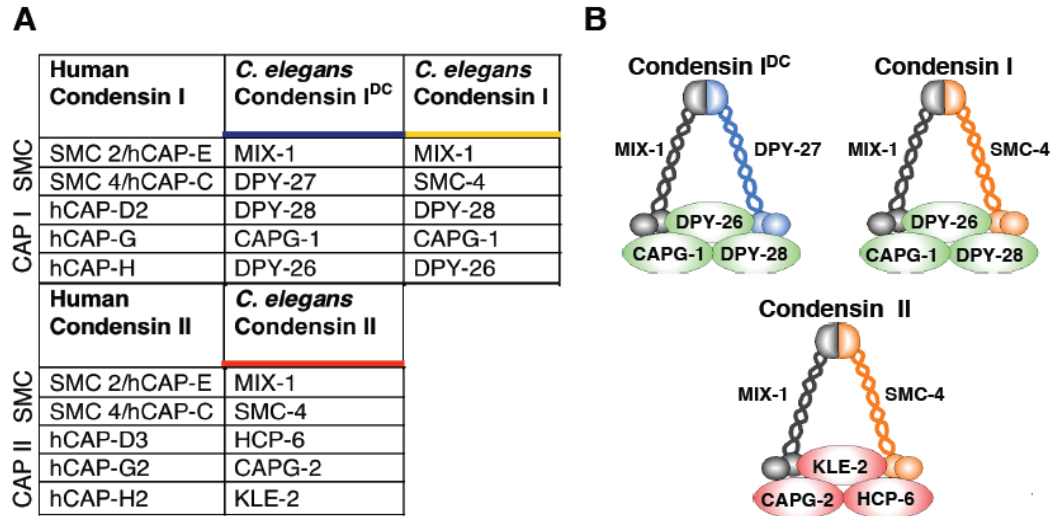 A
Human Condensin I | C. elegans Condensin I^DC | C. elegans Condensin I
SMC
SMC 2/hCAP-E | MIX-1 | MIX-1
SMC 4/hCAP-C | DPY-27 | SMC-4
CAP I
hCAP-D2 | DPY-28 | DPY-28
hCAP-G | CAPG-1 | CAPG-1
hCAP-H | DPY-26 | DPY-26
Human Condensin II | C. elegans Condensin II
SMC
SMC 2/hCAP-E | MIX-1
SMC 4/hCAP-C | SMC-4
CAP II
hCAP-D3 | HCP-6
hCAP-G2 | CAPG-2
hCAP-H2 | KLE-2
B
Condensin I^DC
MIX-1
DPY-27
DPY-26
CAPG-1
DPY-28
Condensin I
MIX-1
SMC-4
DPY-26
CAPG-1
DPY-28
Condensin II
MIX-1
SMC-4
KLE-2
CAPG-2
HCP-6